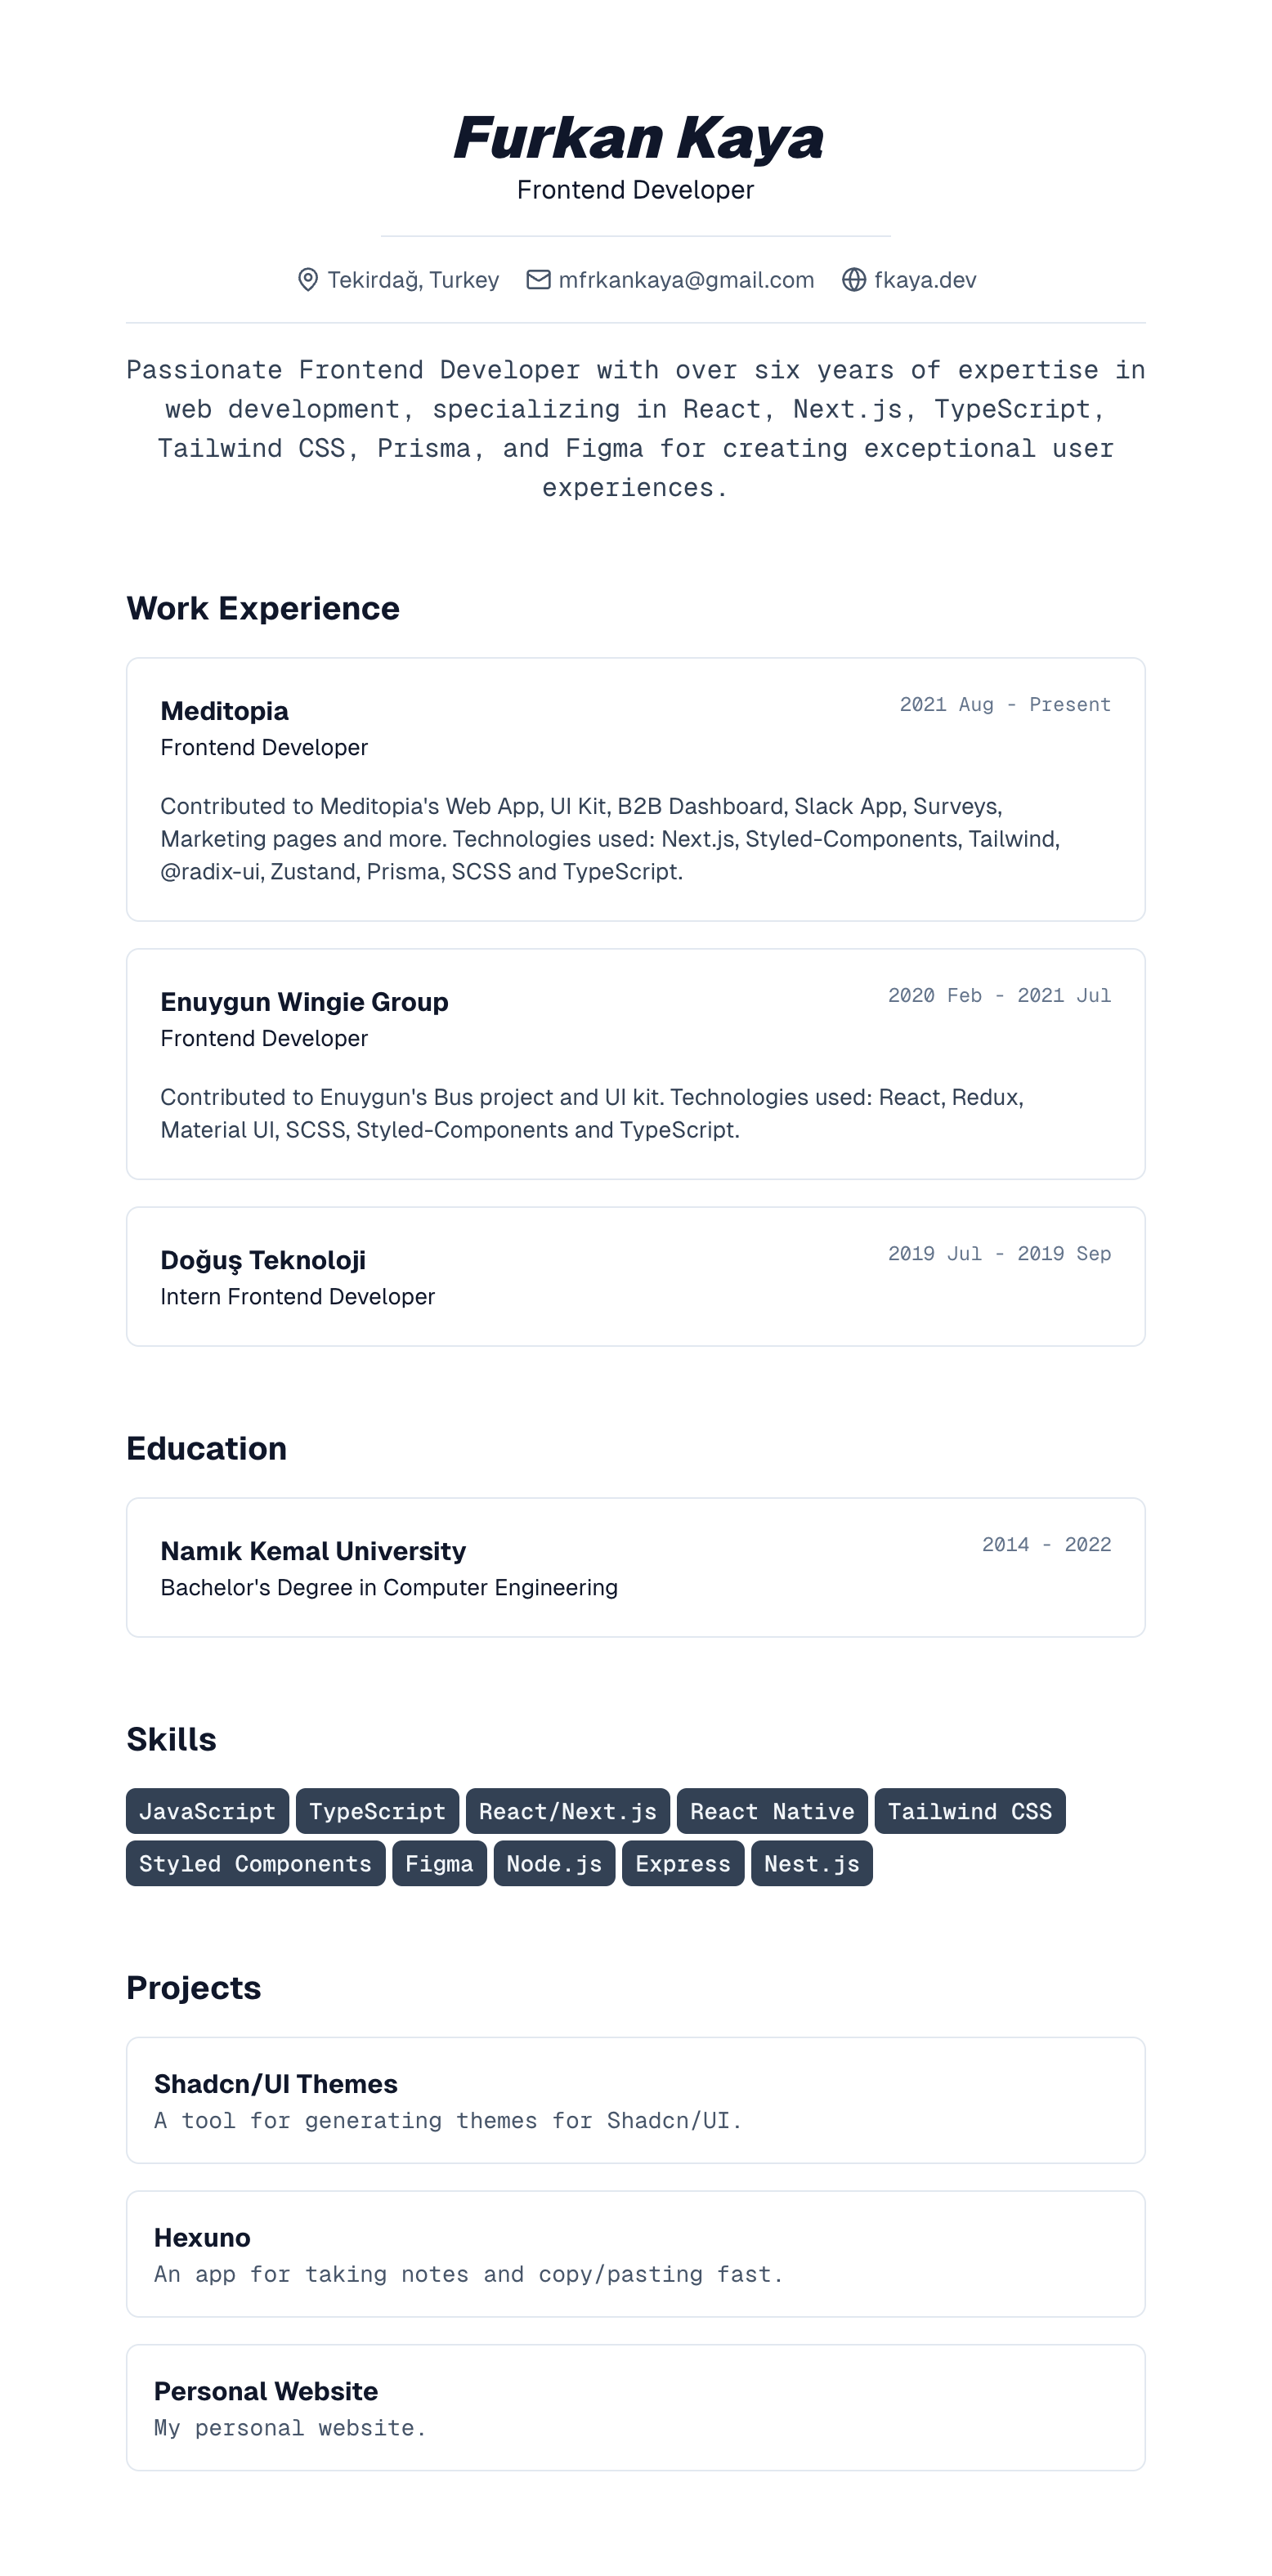 Furkan Kaya
Frontend Developer
Tekirdağ, Turkey mfrkankaya@gmail.com fkaya.dev
Passionate Frontend Developer with over six years of expertise in
web development, specializing in React, Next.js, TypeScript,
Tailwind CSS, Prisma, and Figma for creating exceptional user
experiences.
Work Experience
Meditopia 2021 Aug - Present
Frontend Developer
Contributed to Meditopia's Web App, UI Kit, B2B Dashboard, Slack App, Surveys,
Marketing pages and more. Technologies used: Next.js, Styled-Components, Tailwind,
@radix-ui, Zustand, Prisma, SCSS and TypeScript.
Enuygun Wingie Group 2020 Feb - 2021 Jul
Frontend Developer
Contributed to Enuygun's Bus project and UI kit. Technologies used: React, Redux,
Material UI, SCSS, Styled-Components and TypeScript.
Doğuş Teknoloji 2019 Jul - 2019 Sep
Intern Frontend Developer
Education
Namık Kemal University 2014 - 2022
Bachelor's Degree in Computer Engineering
Skills
JavaScript TypeScript React/Next.js React Native Tailwind CSS
Styled Components Figma Node.js Express Nest.js
Projects
Shadcn/UI Themes
A tool for generating themes for Shadcn/UI.
Hexuno
An app for taking notes and copy/pasting fast.
Personal Website
My personal website.